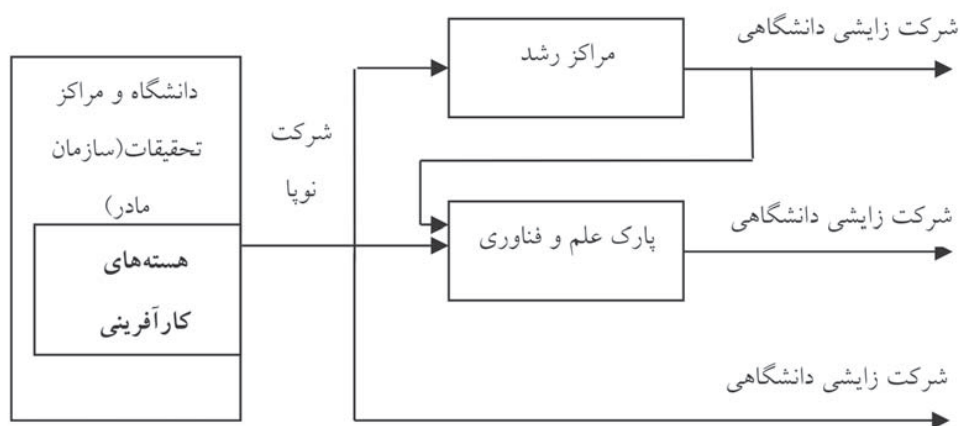 دانشگاه و مراکز
تحقیقات(سازمان
مادر)
هسته‌های
کارآفرینی
شرکت
نوپا
مراکز رشد
شرکت زایشی دانشگاهی
پارک علم و فناوری
شرکت زایشی دانشگاهی
شرکت زایشی دانشگاهی